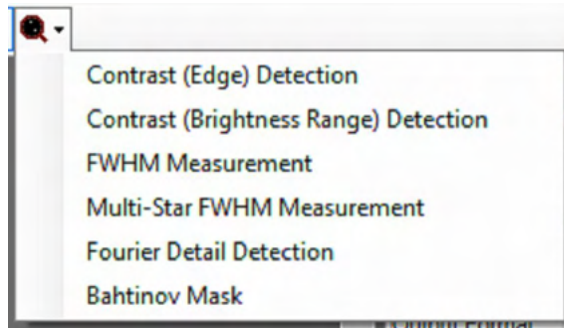 Contrast (Edge) Detection
Contrast (Brightness Range) Detection
FWHM Measurement
Multi-Star FWHM Measurement
Fourier Detail Detection
Bahtinov Mask